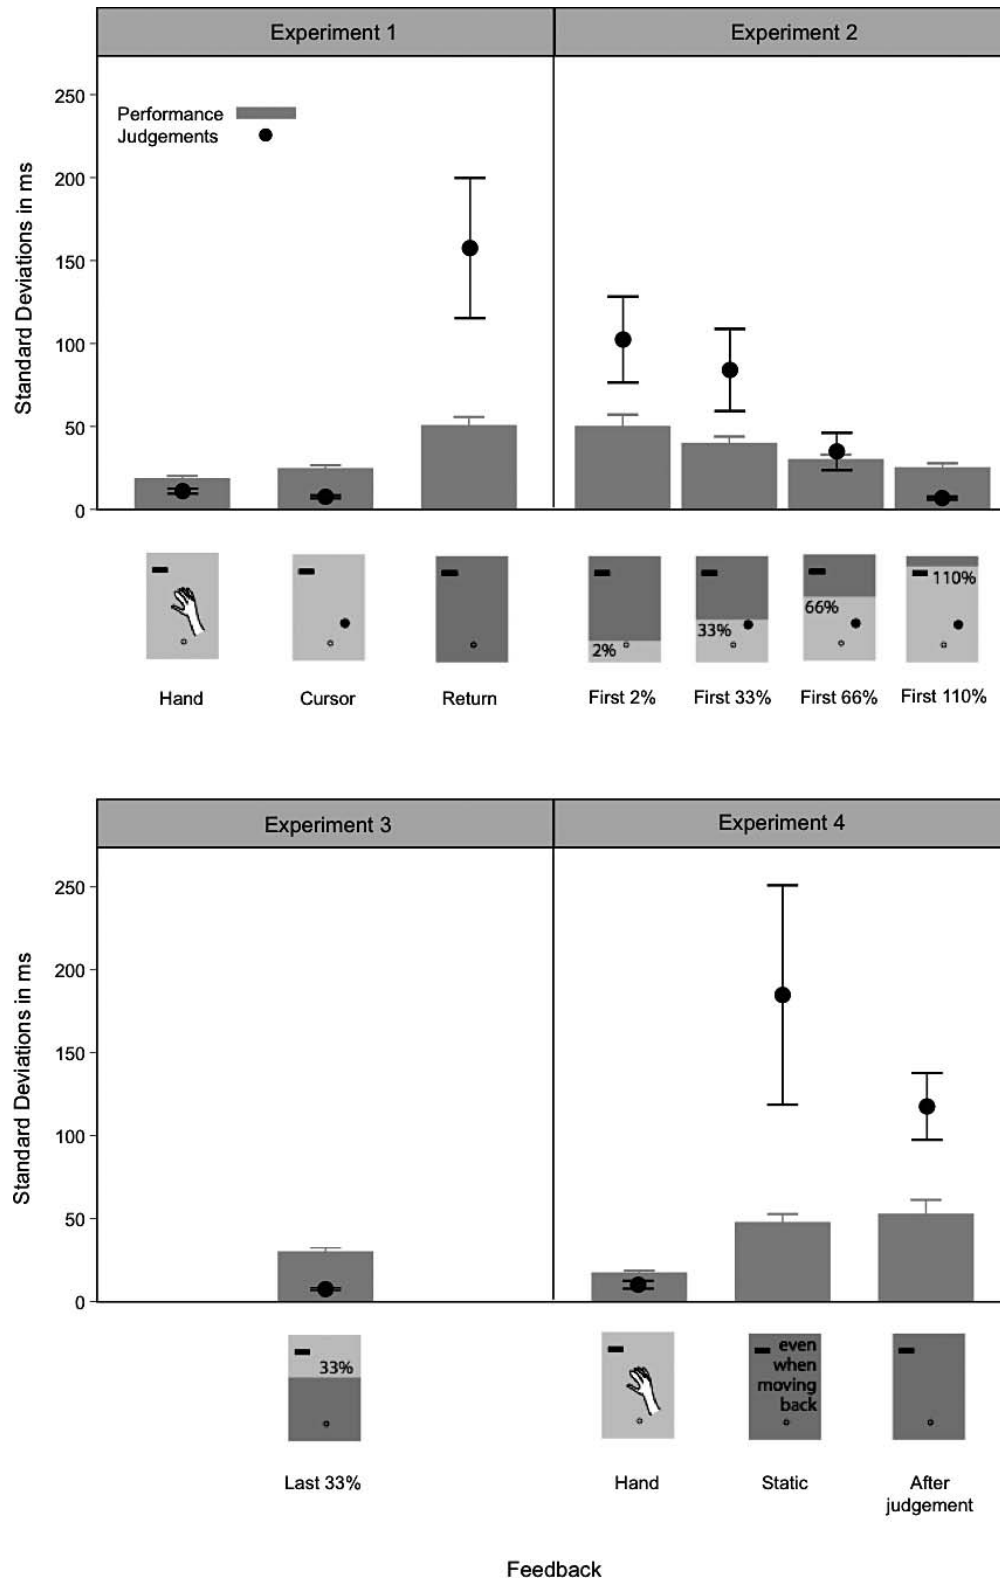 Experiment 1
Experiment 2
250
200
150
100
50
0
Standard Deviations in ms
Performance
Judgements
2%
33%
66%
110%
Hand
Cursor
Return
First 2%
First 33%
First 66%
First 110%
Experiment 3
Experiment 4
250
200
150
100
50
0
Standard Deviations in ms
33%
even
when
moving
back
Last 33%
Hand
Static
After
judgement
Feedback